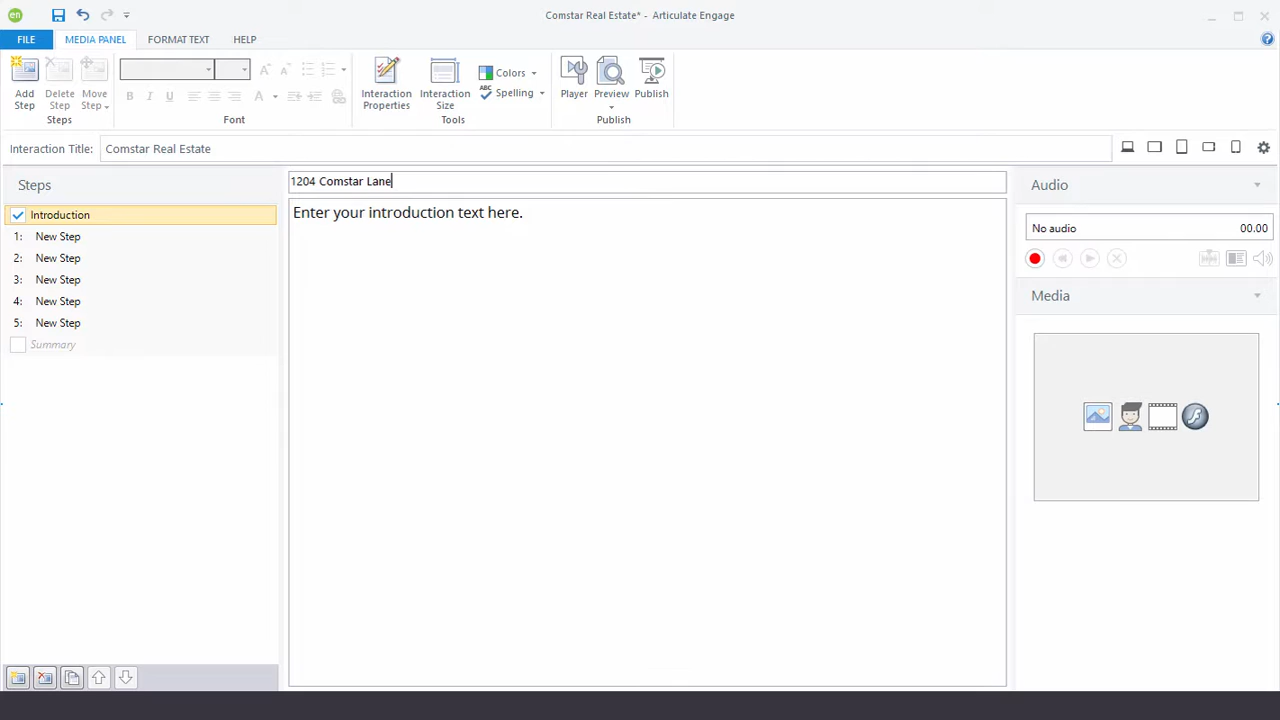 en
Comstar Real Estate* - Articulate Engage
FILE
MEDIA PANEL
FORMAT TEXT
HELP
Add Step
Delete Step
Move Step
Steps
B I U
A
Font
Interaction Properties
Interaction Size
Colors
ABC Spelling
Tools
Player
Preview
Publish
Publish
Interaction Title:
Comstar Real Estate
Steps
Introduction
1: New Step
2: New Step
3: New Step
4: New Step
5: New Step
Summary
1204 Comstar Lane
Enter your introduction text here.
Audio
No audio
00.00
Media